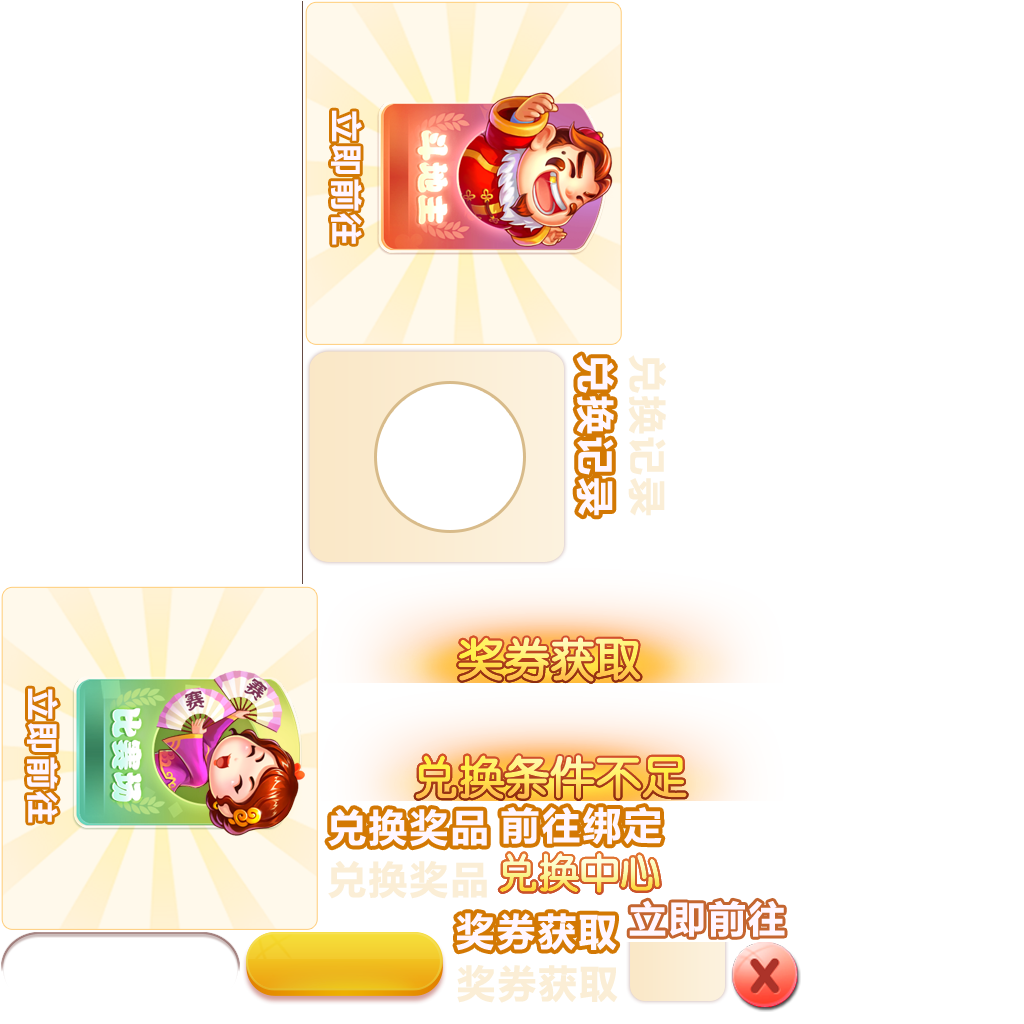 斗地主
立即前往
兑换记录
兑换记录
赛
赛
比赛场
立即前往
奖券获取
兑换条件不足
兑换奖品
前往绑定
兑换奖品
兑换中心
奖券获取
立即前往
奖券获取